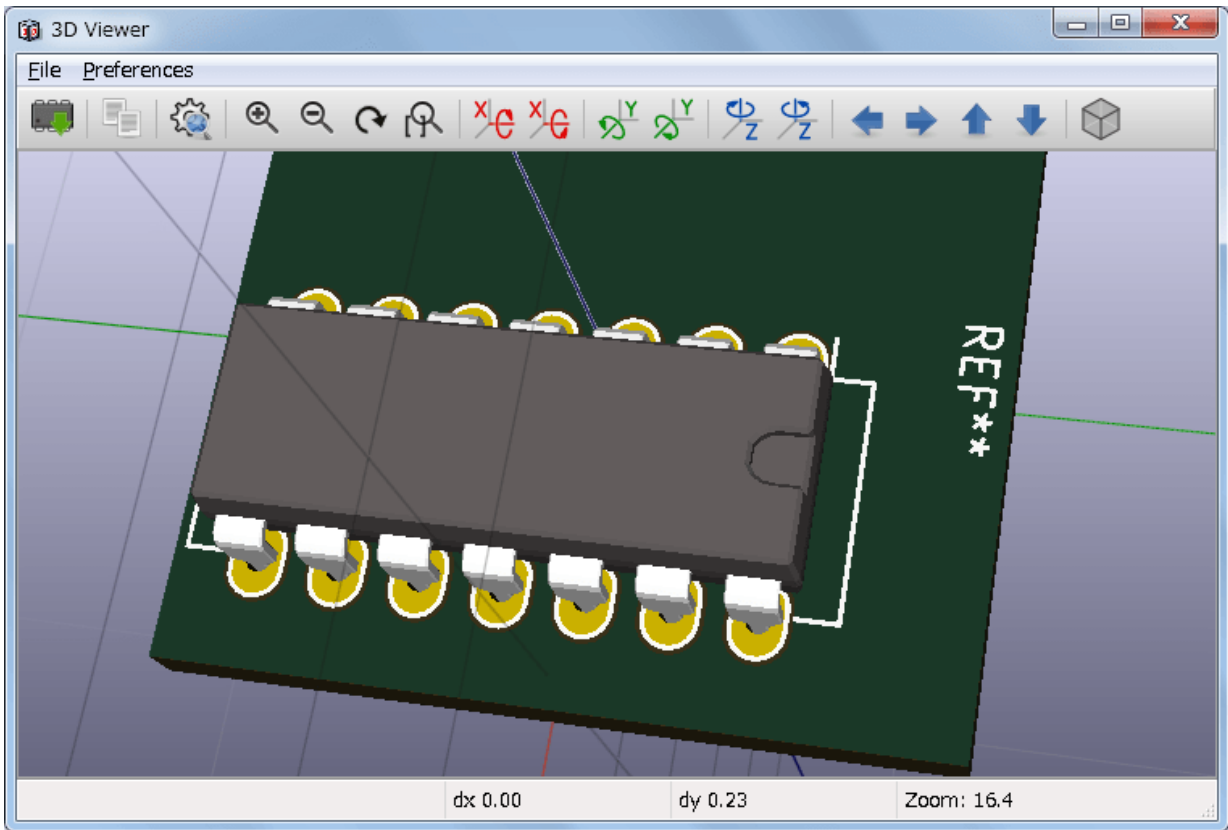 3D Viewer
File Preferences
X X Y Y Z Z
REF**
dx 0.00 dy 0.23 Zoom: 16.4